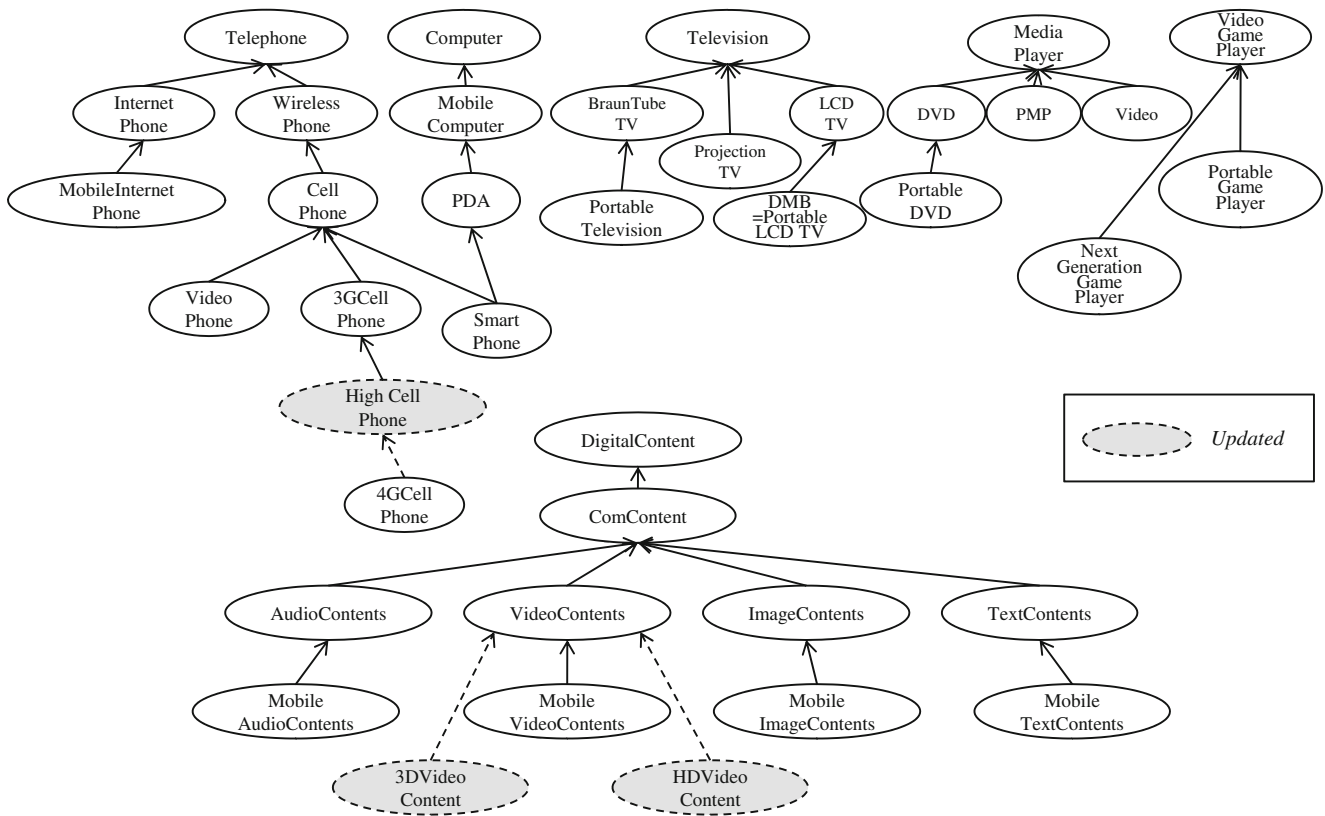 Telephone
Computer
Television
Media
Player
Video
Game
Player
Internet
Phone
Wireless
Phone
Mobile
Computer
BraunTube
TV
LCD
TV
DVD
PMP
Video
Projection
TV
MobileInternet
Phone
Cell
Phone
PDA
Portable
Television
DMB
=Portable
LCD TV
Portable
DVD
Portable
Game
Player
Next
Generation
Game
Player
Video
Phone
3GCell
Phone
Smart
Phone
High Cell
Phone
4GCell
Phone
Updated
DigitalContent
ComContent
AudioContents
VideoContents
ImageContents
TextContents
Mobile
AudioContents
Mobile
VideoContents
Mobile
ImageContents
Mobile
TextContents
3DVideo
Content
HDVideo
Content